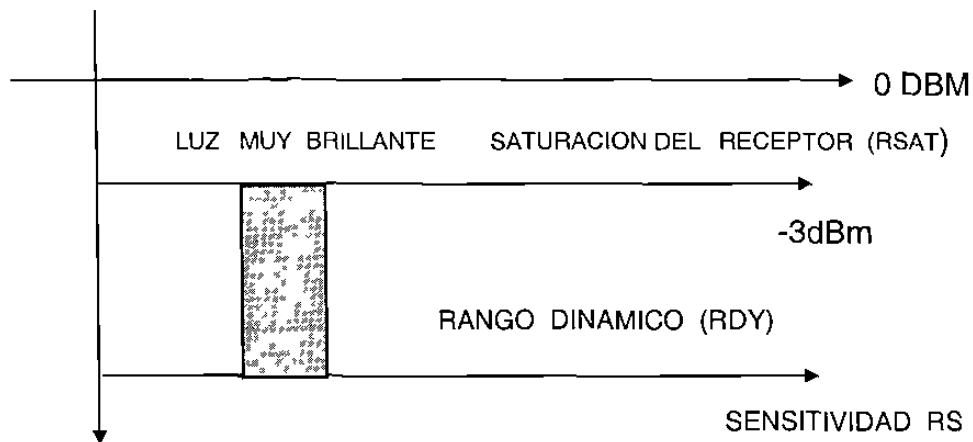 0 DBM
LUZ MUY BRILLANTE SATURACION DEL RECEPTOR (RSAT)
-3dBm
RANGO DINAMICO (RDY)
SENSITIVIDAD RS